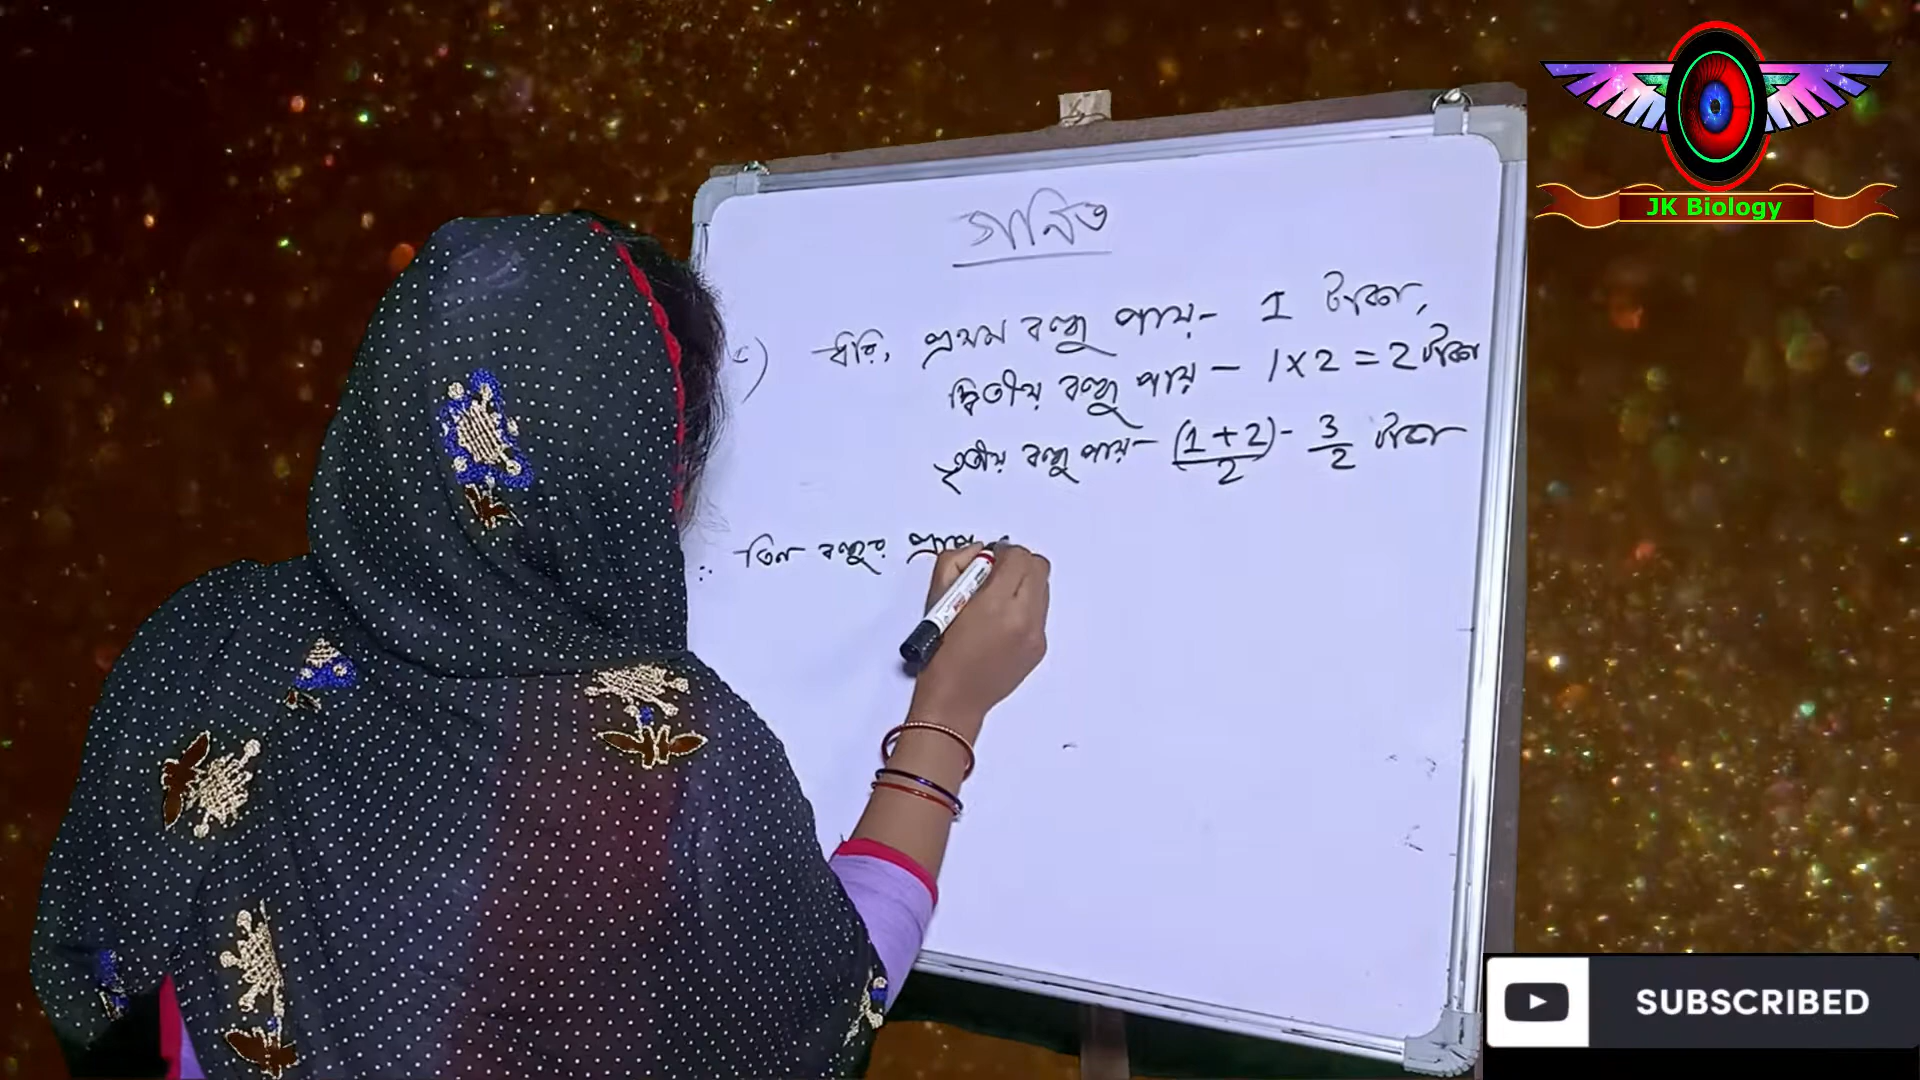 গনিত
ধরি, প্রথম বন্ধু পায়- 1 টাকা,
দ্বিতীয় বন্ধু পায় - 1×2 = 2 টাকা
তৃতীয় বন্ধু পায়- (1+2)/2 - 3/2 টাকা
∴ তিন বন্ধুর
JK Biology
SUBSCRIBED